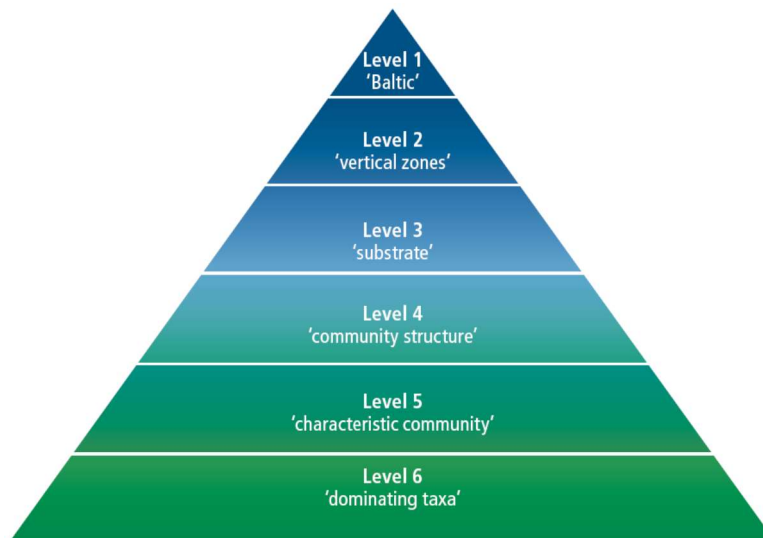 Level 1
‘Baltic’
Level 2
‘vertical zones’
Level 3
‘substrate’
Level 4
‘community structure’
Level 5
‘characteristic community’
Level 6
‘dominating taxa‘